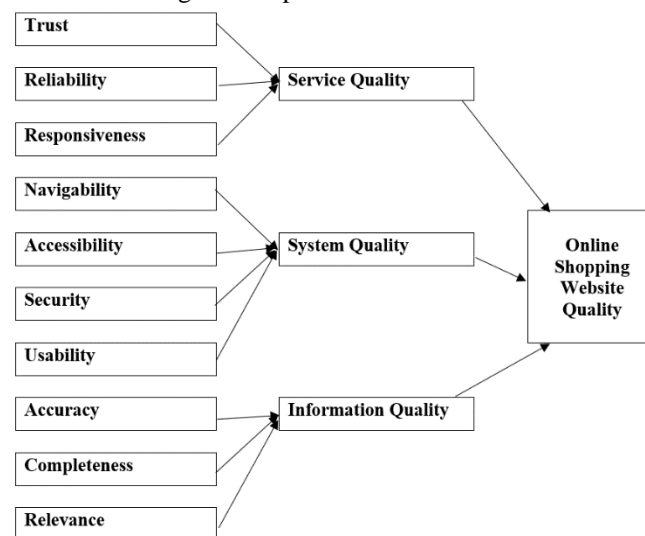 Trust
Reliability
Service Quality
Responsiveness
Navigability
Accessibility
System Quality
Online
Shopping
Website
Quality
Security
Usability
Accuracy
Information Quality
Completeness
Relevance